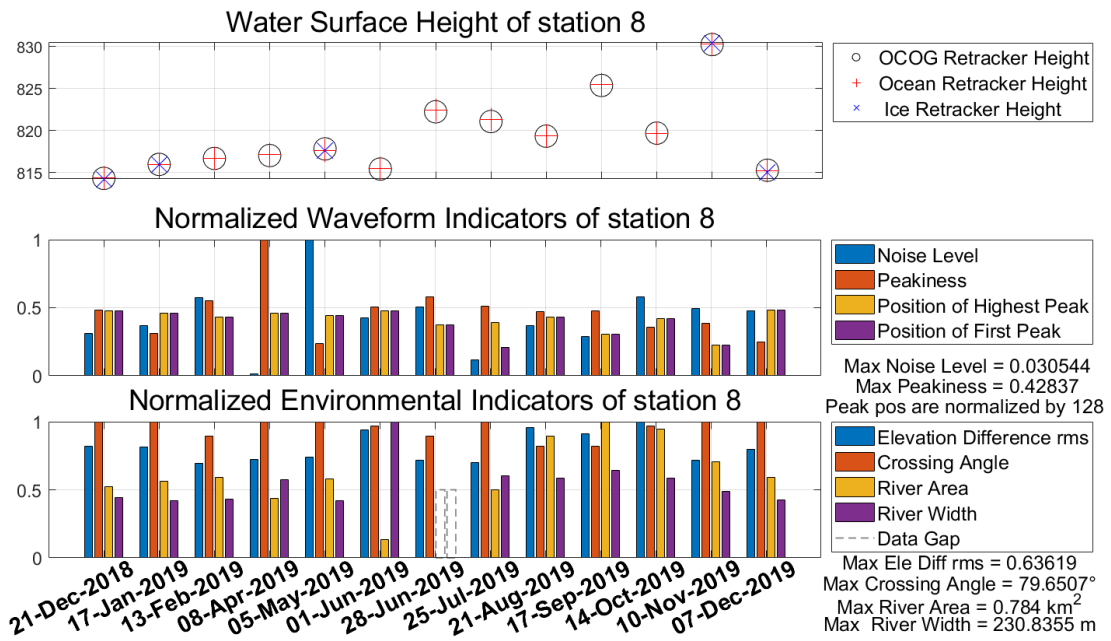 Water Surface Height of station 8
830
825
820
815
OCOG Retracker Height
Ocean Retracker Height
Ice Retracker Height
Normalized Waveform Indicators of station 8
1
0.5
0
Noise Level
Peakiness
Position of Highest Peak
Position of First Peak
Max Noise Level = 0.030544
Max Peakiness = 0.42837
Peak pos are normalized by 128
Normalized Environmental Indicators of station 8
1
0.5
0
Elevation Difference rms
Crossing Angle
River Area
River Width
Data Gap
Max Ele Diff rms = 0.63619
Max Crossing Angle = 79.6507°
Max River Area = 0.784 km²
Max River Width = 230.8355 m
21-Dec-2018
17-Jan-2019
13-Feb-2019
08-Apr-2019
05-May-2019
01-Jun-2019
28-Jun-2019
25-Jul-2019
21-Aug-2019
17-Sep-2019
14-Oct-2019
10-Nov-2019
07-Dec-2019